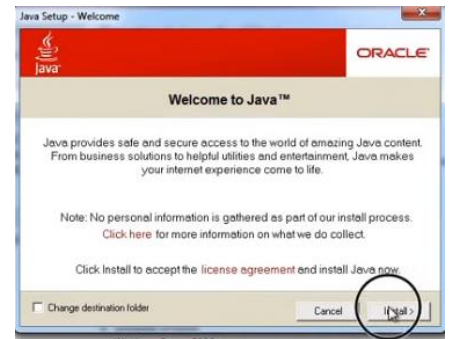 Java Setup - Welcome
Java
ORACLE
Welcome to Java™
Java provides safe and secure access to the world of amazing Java content.
From business solutions to helpful utilities and entertainment, Java makes
your internet experience come to life.
Note: No personal information is gathered as part of our install process.
Click here for more information on what we do collect.
Click Install to accept the license agreement and install Java now.
Change destination folder
Cancel
Install >